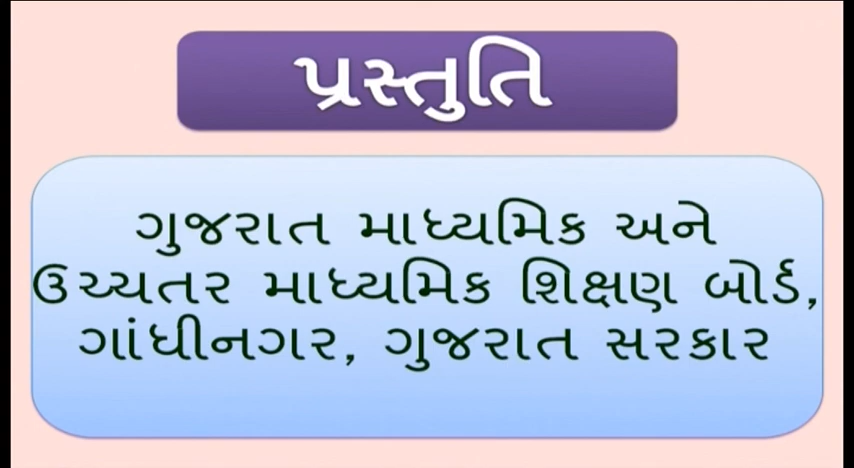 પ્રસ્તુતિ
ગુજરાત માધ્યમિક અને
ઉચ્ચતર માધ્યમિક શિક્ષણ બોર્ડ,
ગાંધીનગર, ગુજરાત સરકાર